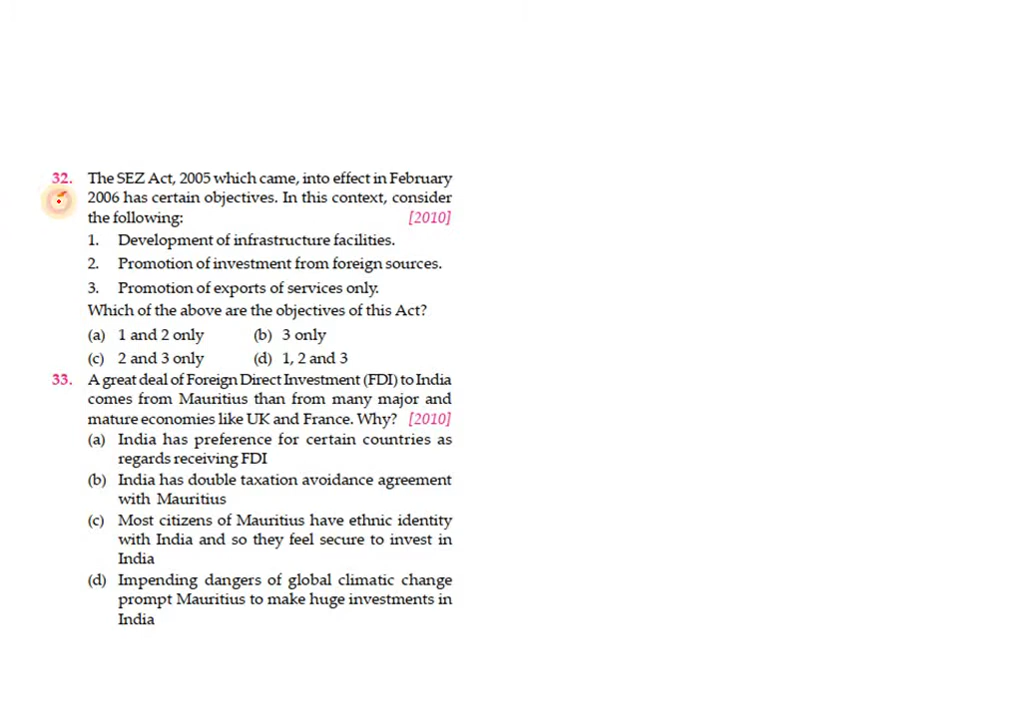 32. The SEZ Act, 2005 which came, into effect in February
2006 has certain objectives. In this context, consider
the following: [2010]
1. Development of infrastructure facilities.
2. Promotion of investment from foreign sources.
3. Promotion of exports of services only.
Which of the above are the objectives of this Act?
(a) 1 and 2 only (b) 3 only
(c) 2 and 3 only (d) 1, 2 and 3
33. A great deal of Foreign Direct Investment (FDI) to India
comes from Mauritius than from many major and
mature economies like UK and France. Why? [2010]
(a) India has preference for certain countries as
regards receiving FDI
(b) India has double taxation avoidance agreement
with Mauritius
(c) Most citizens of Mauritius have ethnic identity
with India and so they feel secure to invest in
India
(d) Impending dangers of global climatic change
prompt Mauritius to make huge investments in
India